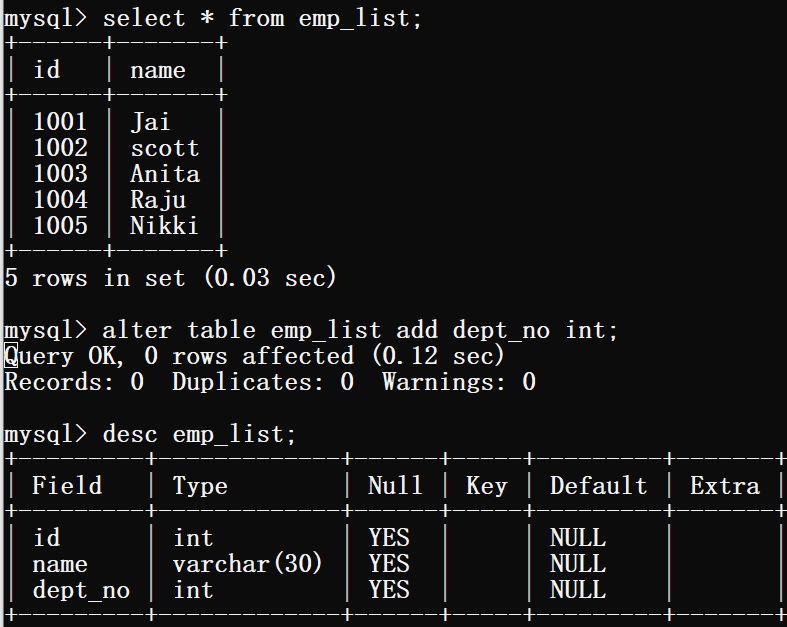 mysql> select * from emp_list;
+------+-------+
| id   | name  |
+------+-------+
| 1001 | Jai   |
| 1002 | scott |
| 1003 | Anita |
| 1004 | Raju  |
| 1005 | Nikki |
+------+-------+
5 rows in set (0.03 sec)

mysql> alter table emp_list add dept_no int;
Query OK, 0 rows affected (0.12 sec)
Records: 0  Duplicates: 0  Warnings: 0

mysql> desc emp_list;
+---------+-------------+------+-----+---------+-------+
| Field   | Type        | Null | Key | Default | Extra |
+---------+-------------+------+-----+---------+-------+
| id      | int         | YES  |     | NULL    |       |
| name    | varchar(30) | YES  |     | NULL    |       |
| dept_no | int         | YES  |     | NULL    |       |
+---------+-------------+------+-----+---------+-------+